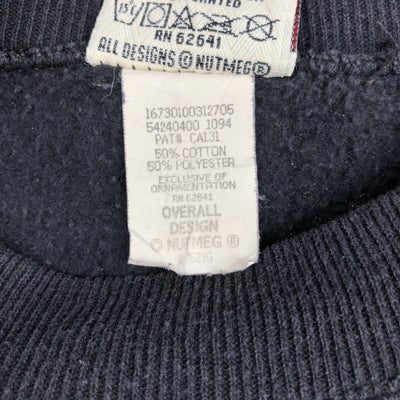 RN 62641
ALL DESIGNS © NUTMEG ®
16730100312705
54240400 1094
PAT# CA131
50% COTTON
50% POLYESTER
EXCLUSIVE OF
ORNAMENTATION
RN 62641
OVERALL
DESIGN
© NUTMEG ®